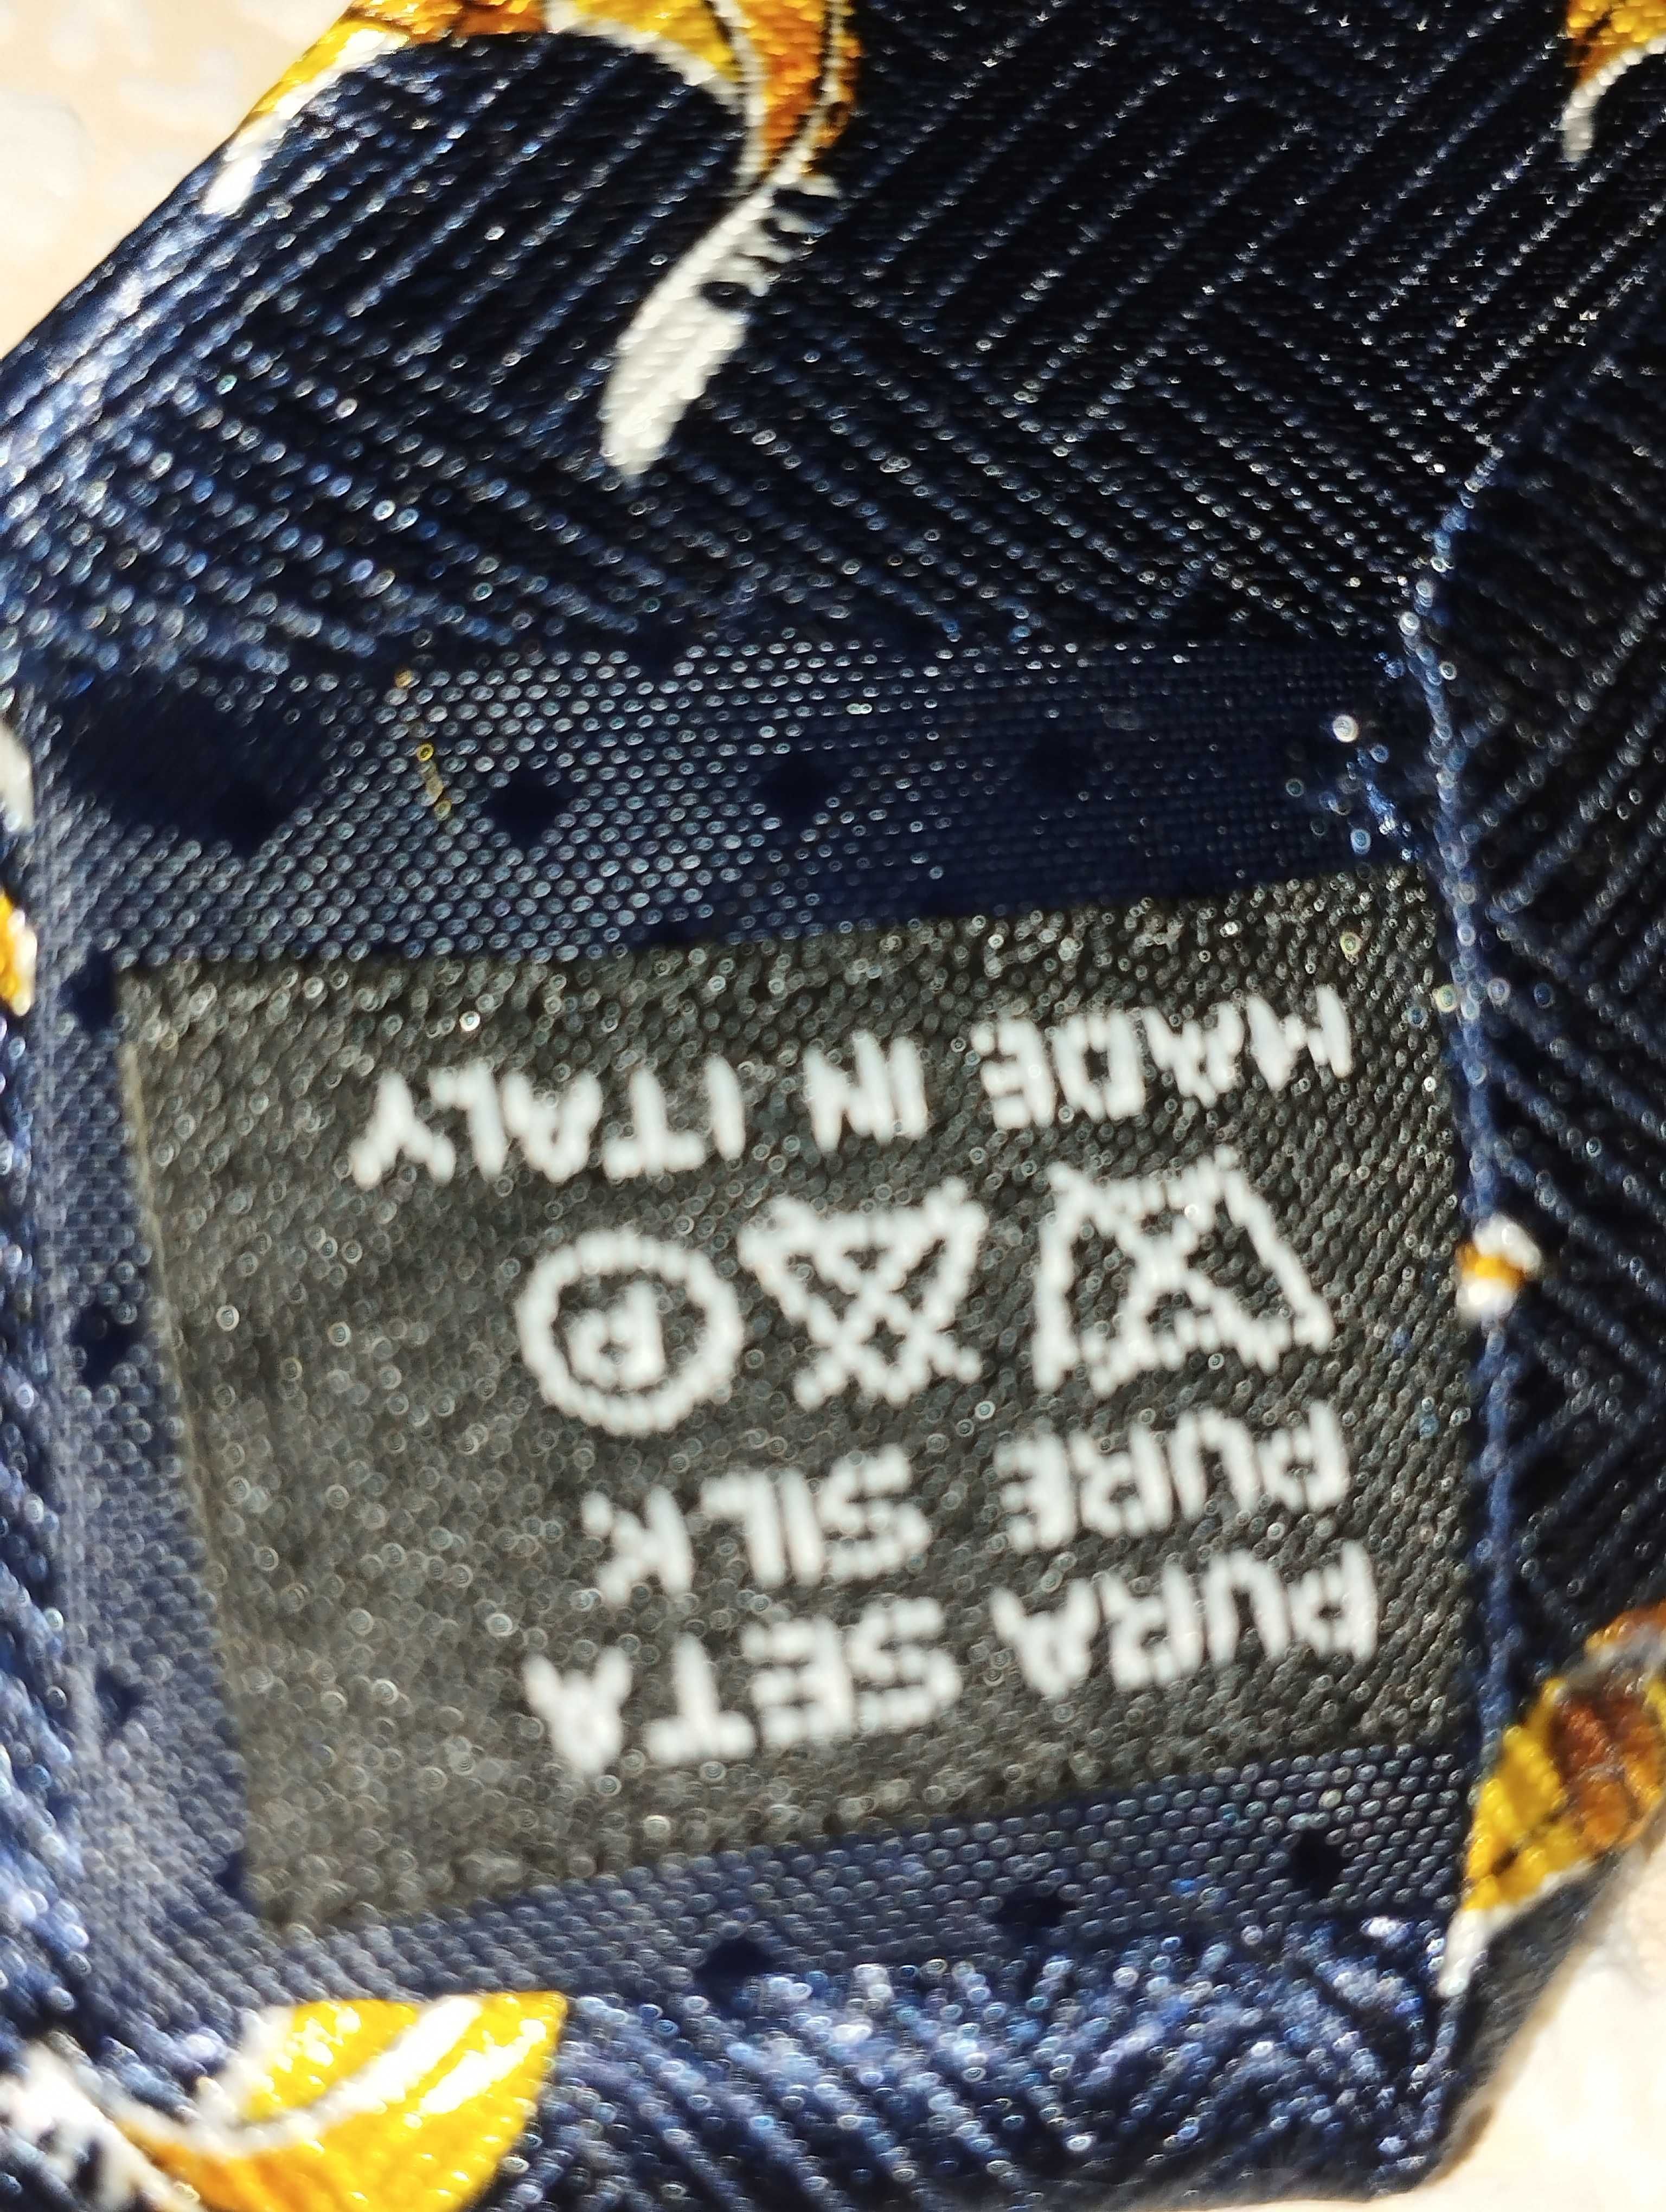 PURA SETA
PURE SILK
P
MADE IN ITALY